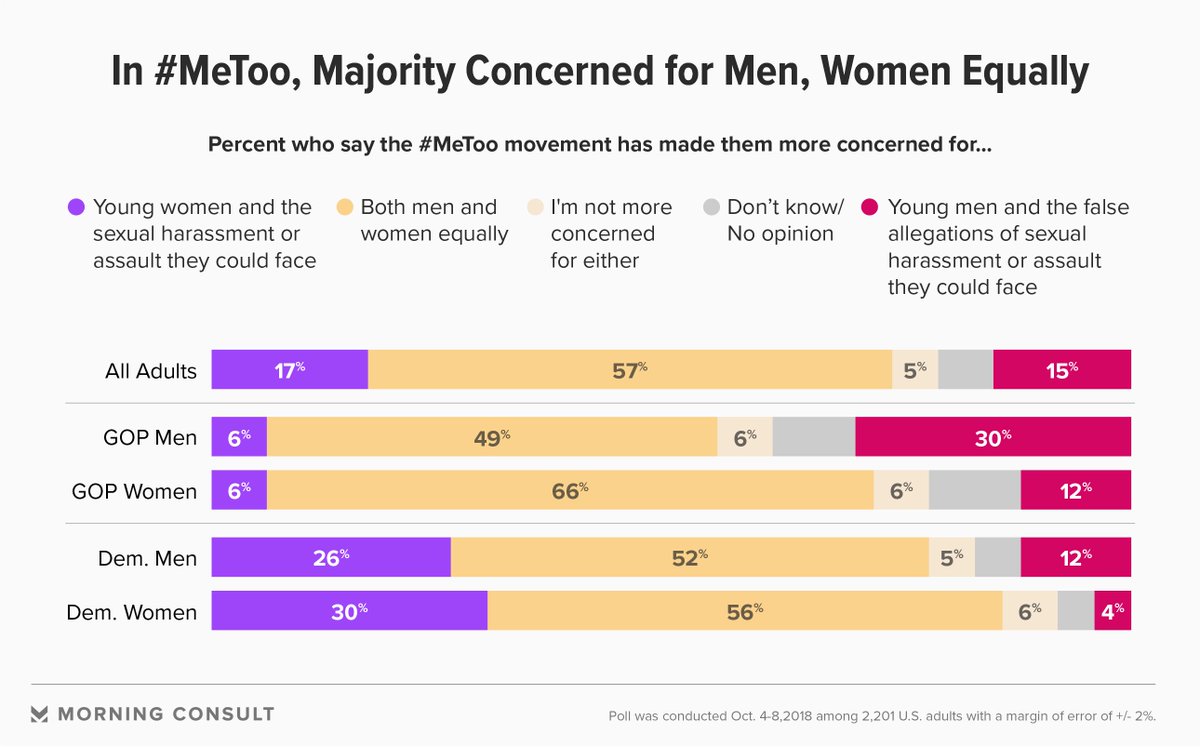 In #MeToo, Majority Concerned for Men, Women Equally
Percent who say the #MeToo movement has made them more concerned for...
Young women and the
sexual harassment or
assault they could face
Both men and
women equally
I'm not more
concerned
for either
Don't know/
No opinion
Young men and the false
allegations of sexual
harassment or assault
they could face
All Adults 17% 57% 5% 15%
GOP Men 6% 49% 6% 30%
GOP Women 6% 66% 6% 12%
Dem. Men 26% 52% 5% 12%
Dem. Women 30% 56% 6% 4%
MORNING CONSULT
Poll was conducted Oct. 4-8,2018 among 2,201 U.S. adults with a margin of error of +/- 2%.